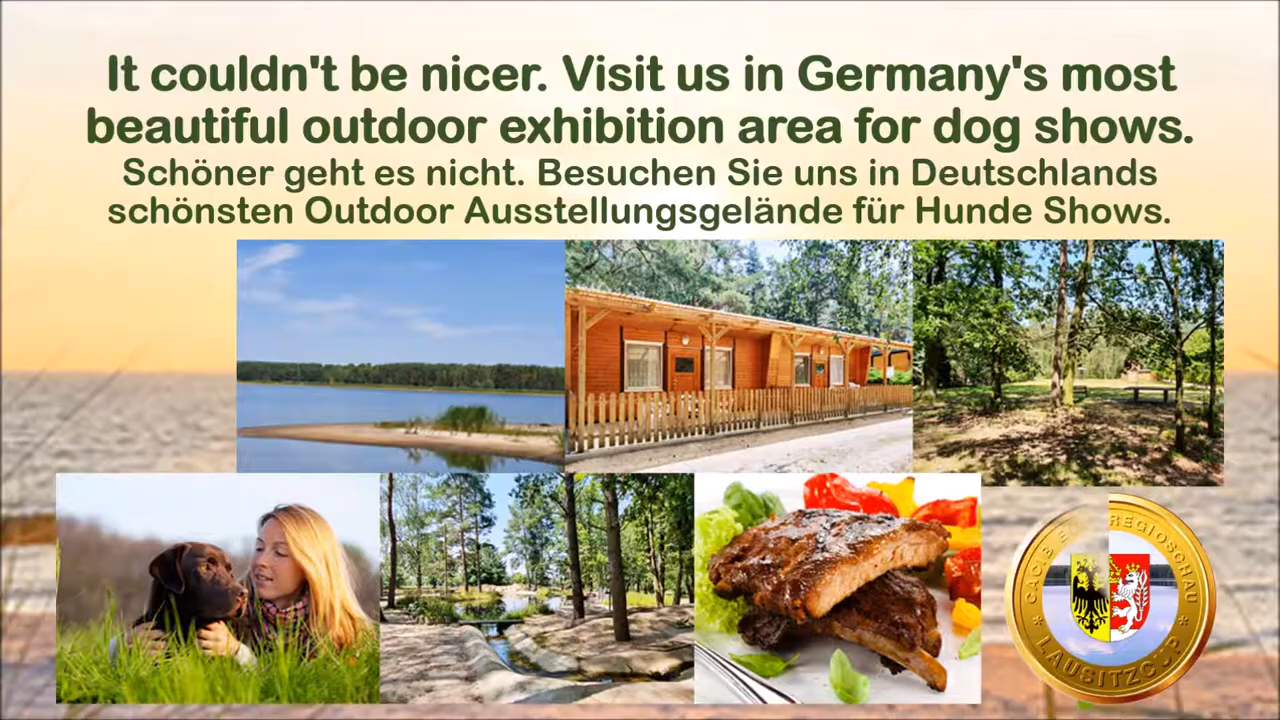 It couldn't be nicer. Visit us in Germany's most
beautiful outdoor exhibition area for dog shows.
Schöner geht es nicht. Besuchen Sie uns in Deutschlands
schönsten Outdoor Ausstellungsgelände für Hunde Shows.
REGIOSCHAU
* LAUSITZCUP *